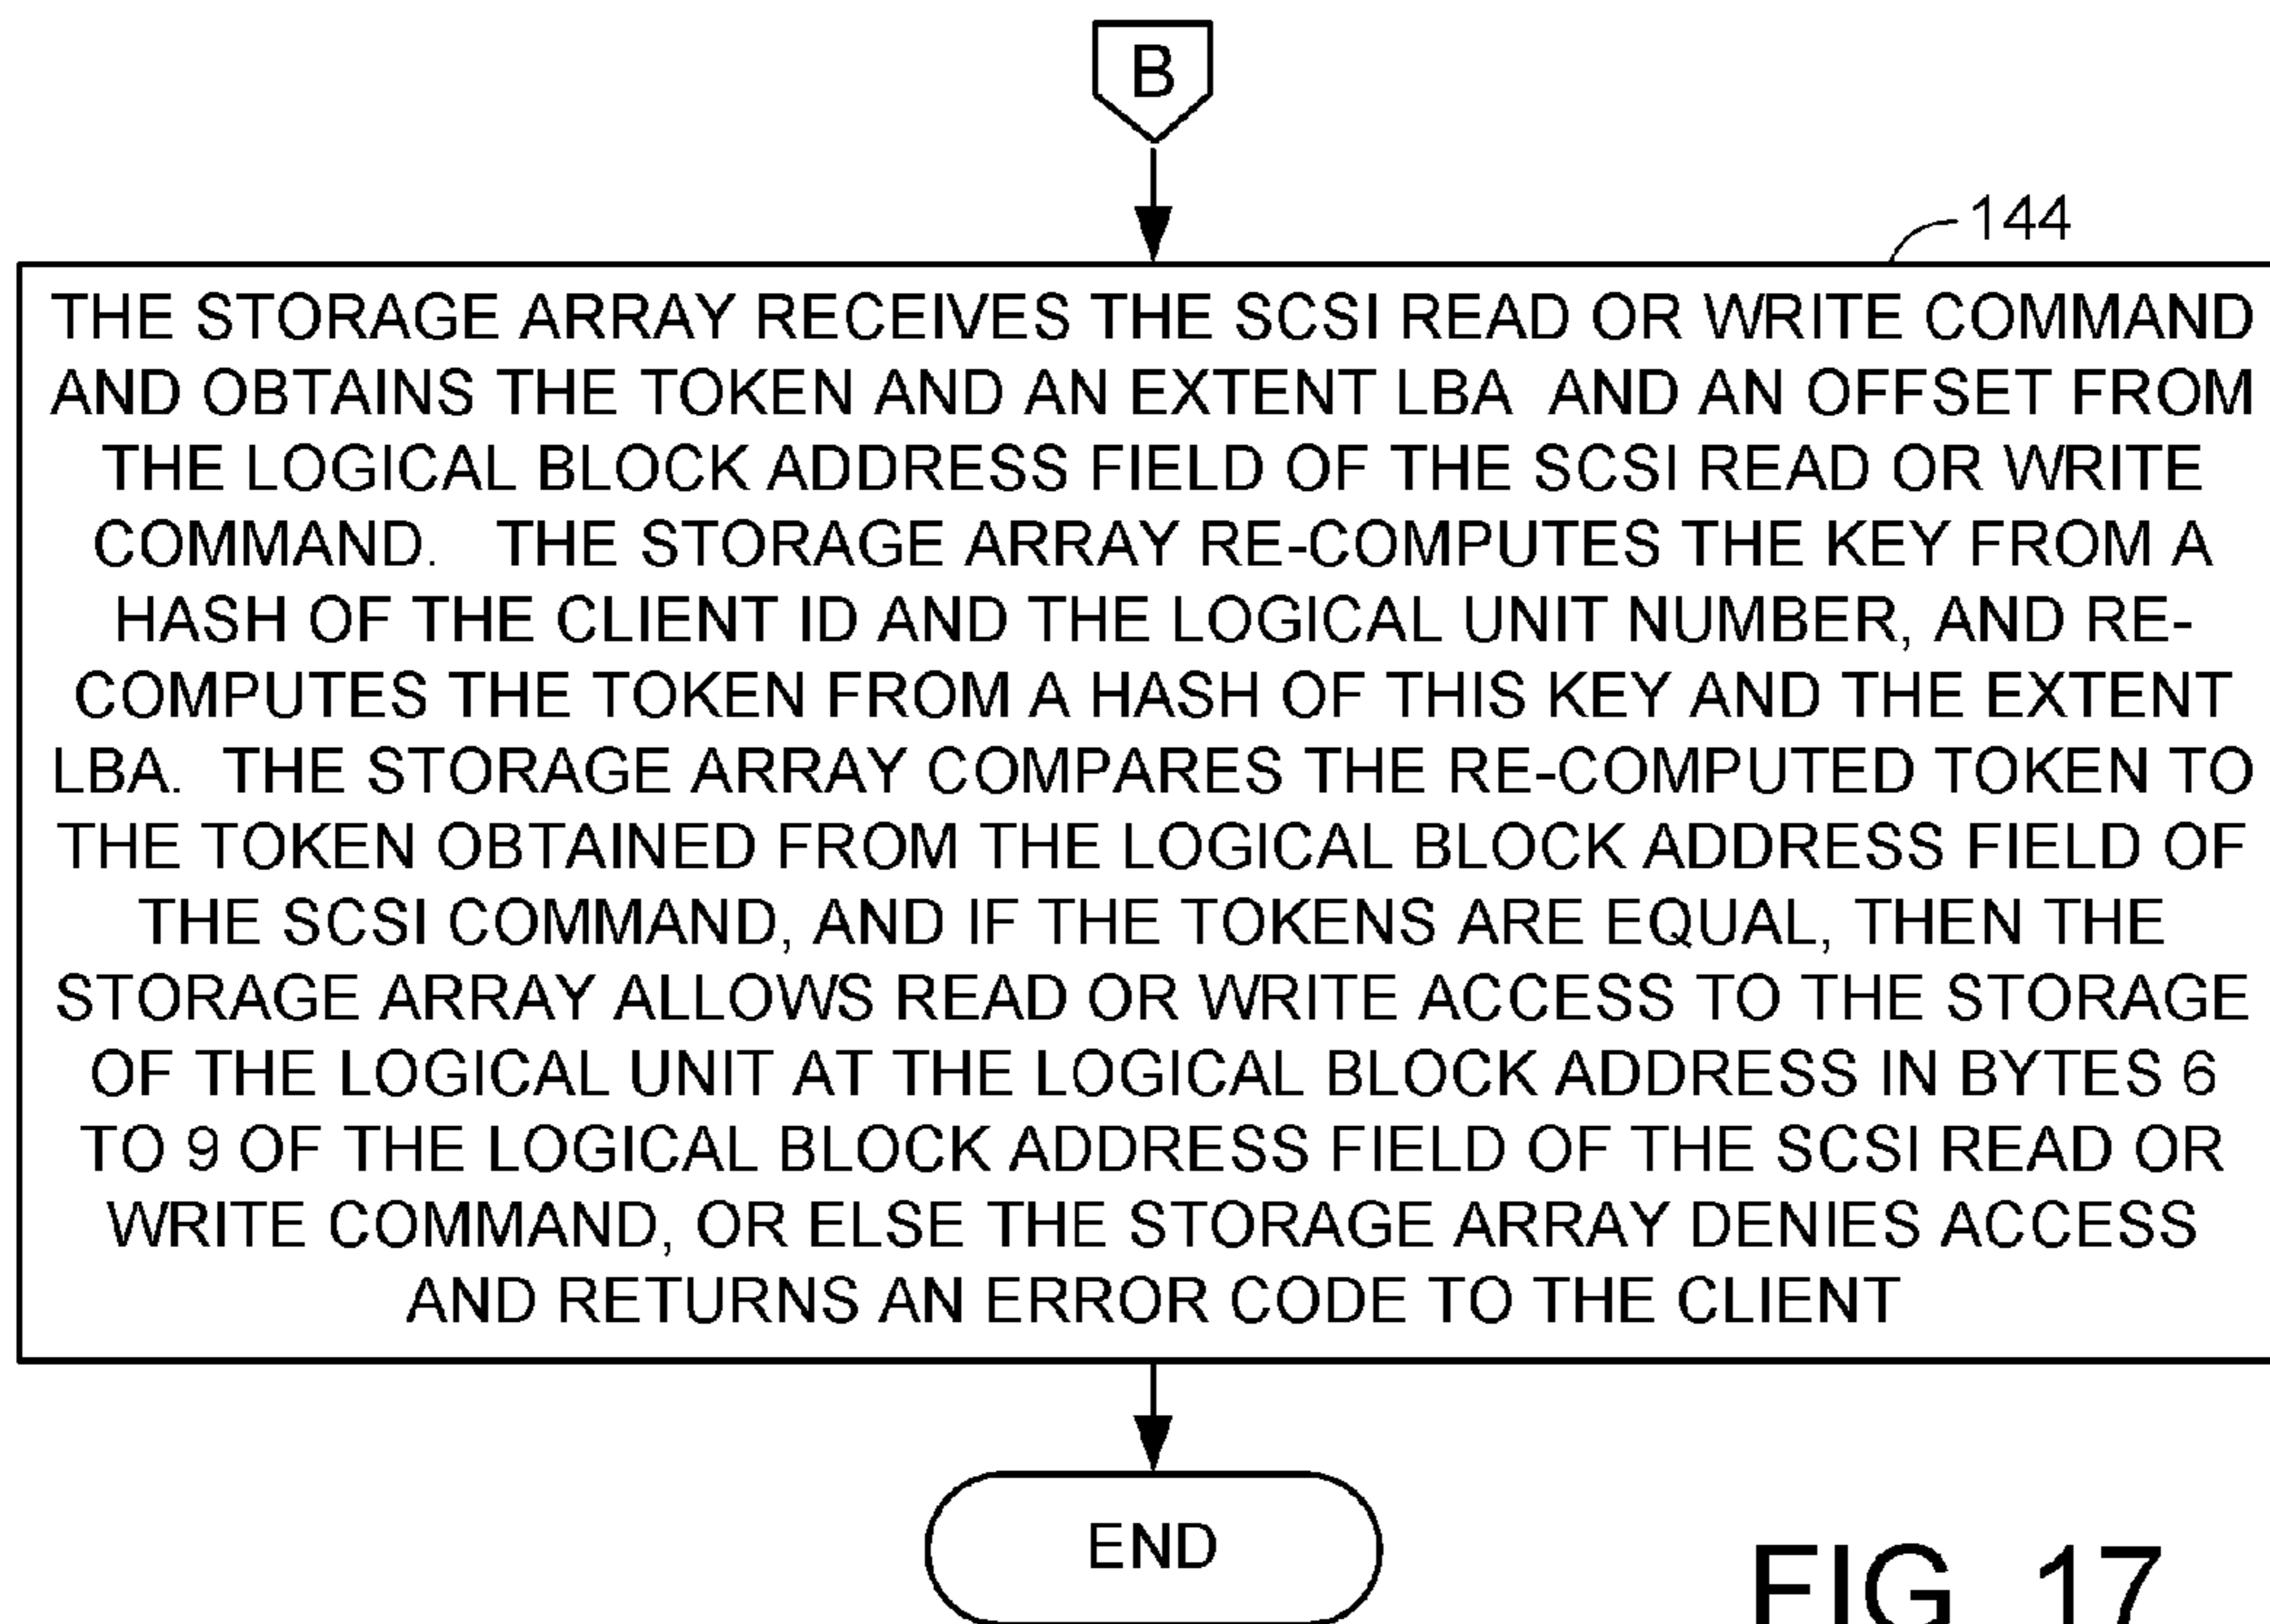 B
144
THE STORAGE ARRAY RECEIVES THE SCSI READ OR WRITE COMMAND
AND OBTAINS THE TOKEN AND AN EXTENT LBA AND AN OFFSET FROM
THE LOGICAL BLOCK ADDRESS FIELD OF THE SCSI READ OR WRITE
COMMAND. THE STORAGE ARRAY RE-COMPUTES THE KEY FROM A
HASH OF THE CLIENT ID AND THE LOGICAL UNIT NUMBER, AND RE-
COMPUTES THE TOKEN FROM A HASH OF THIS KEY AND THE EXTENT
LBA. THE STORAGE ARRAY COMPARES THE RE-COMPUTED TOKEN TO
THE TOKEN OBTAINED FROM THE LOGICAL BLOCK ADDRESS FIELD OF
THE SCSI COMMAND, AND IF THE TOKENS ARE EQUAL, THEN THE
STORAGE ARRAY ALLOWS READ OR WRITE ACCESS TO THE STORAGE
OF THE LOGICAL UNIT AT THE LOGICAL BLOCK ADDRESS IN BYTES 6
TO 9 OF THE LOGICAL BLOCK ADDRESS FIELD OF THE SCSI READ OR
WRITE COMMAND, OR ELSE THE STORAGE ARRAY DENIES ACCESS
AND RETURNS AN ERROR CODE TO THE CLIENT
END
FIG 17